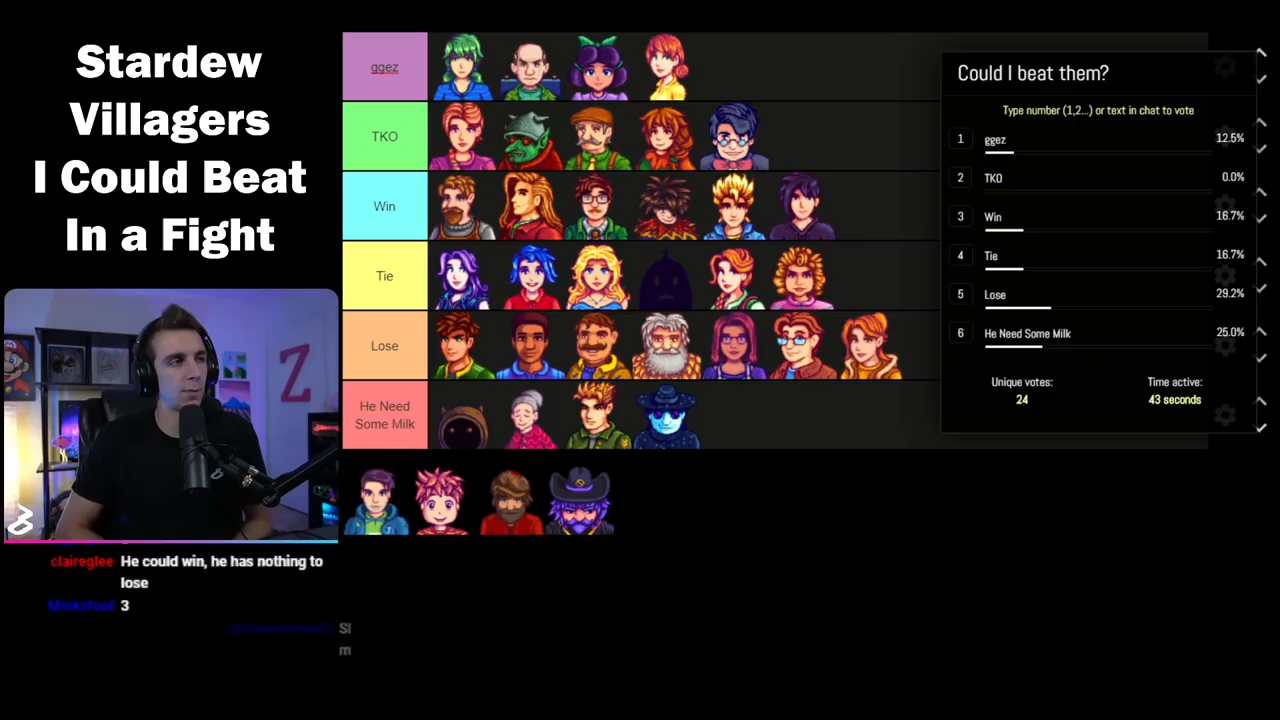 Stardew
Villagers
I Could Beat
In a Fight
ggez
TKO
Win
Tie
Lose
He Need
Some Milk
Could I beat them?
Type number (1,2...) or text in chat to vote
1 ggez 12.5%
2 TKO 0.0%
3 Win 16.7%
4 Tie 16.7%
5 Lose 29.2%
6 He Need Some Milk 25.0%
Unique votes: Time active:
24 43 seconds
Z
claireglee He could win, he has nothing to
lose
3